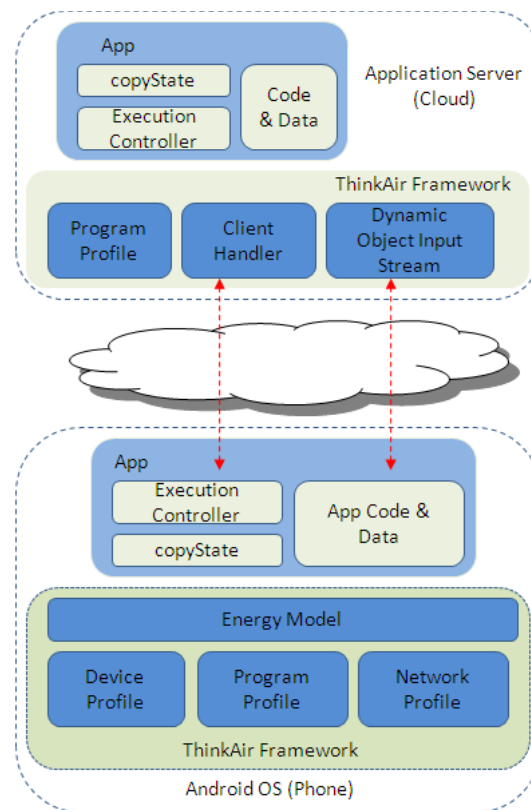 App
copyState
Execution
Controller
Code
& Data
Application Server
(Cloud)
ThinkAir Framework
Program
Profile
Client
Handler
Dynamic
Object Input
Stream
App
Execution
Controller
copyState
App Code &
Data
Energy Model
Device
Profile
Program
Profile
Network
Profile
ThinkAir Framework
Android OS (Phone)